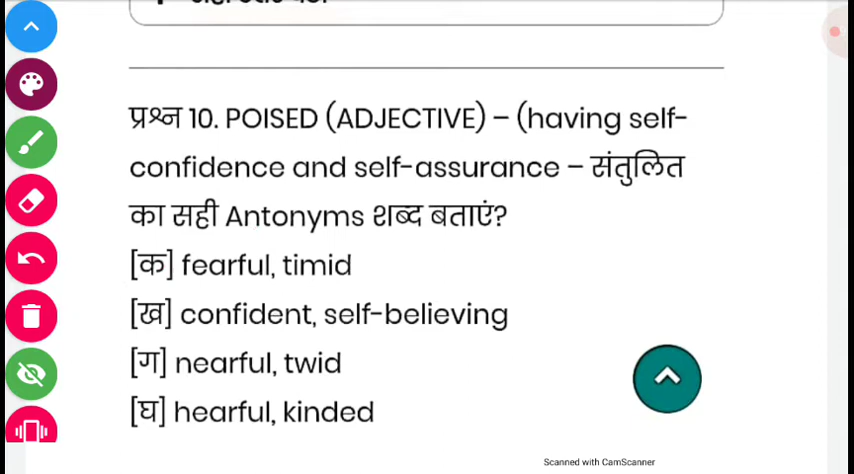 प्रश्न 10. POISED (ADJECTIVE) – (having self-
confidence and self-assurance – संतुलित
का सही Antonyms शब्द बताएं?
[क] fearful, timid
[ख] confident, self-believing
[ग] nearful, twid
[घ] hearful, kinded
Scanned with CamScanner